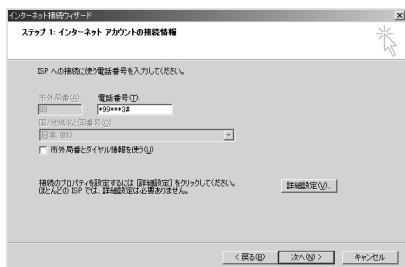 インターネット接続ウィザード
ステップ 1: インターネット アカウントの接続情報
ISP への接続に使う電話番号を入力してください。
市外局番(A) 電話番号(T):
03 - *99***3#
国/地域名と国番号(O)
日本 (81)
市外局番とダイヤル情報を使う(U)
接続のプロパティを設定するには [詳細設定] をクリックしてください。
ほとんどの ISP では、詳細設定は必要ありません。
詳細設定(V)...
< 戻る(B) 次へ(N) > キャンセル